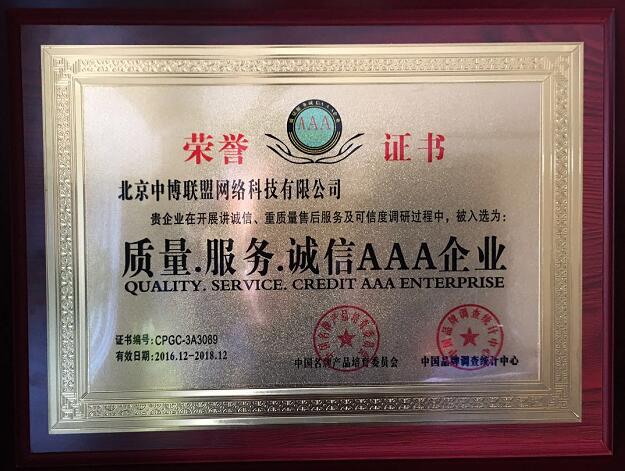 AAA
荣誉 证书
北京中博联盟网络科技有限公司
贵企业在开展讲诚信、重质量售后服务及可信度调研过程中，被入选为：
质量.服务.诚信AAA企业
QUALITY. SERVICE. CREDIT AAA ENTERPRISE
证书编号：CPGC-3A3089
有效日期：2016.12-2018.12
中国名牌产品培育委员会
中国品牌调查统计中心